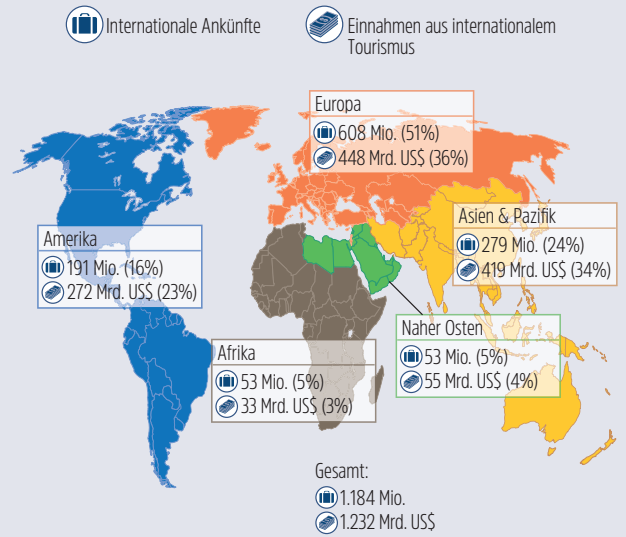 Internationale Ankünfte
Einnahmen aus internationalem
Tourismus
Europa
608 Mio. (51%)
448 Mrd. US$ (36%)
Asien & Pazifik
279 Mio. (24%)
419 Mrd. US$ (34%)
Amerika
191 Mio. (16%)
272 Mrd. US$ (23%)
Naher Osten
53 Mio. (5%)
55 Mrd. US$ (4%)
Afrika
53 Mio. (5%)
33 Mrd. US$ (3%)
Gesamt:
1.184 Mio.
1.232 Mrd. US$